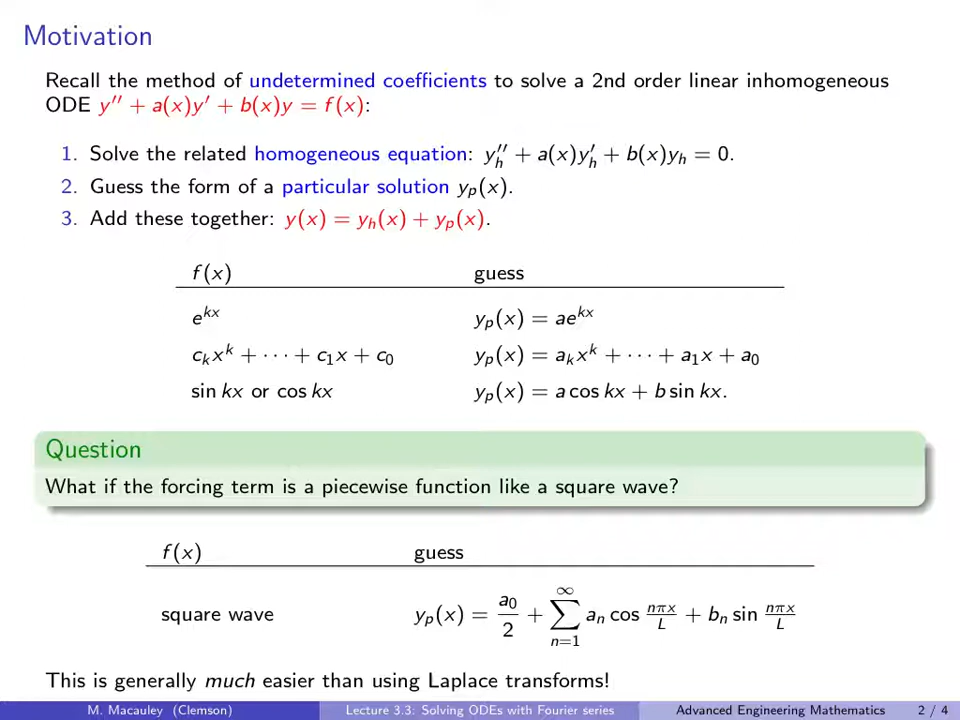 Motivation
Recall the method of undetermined coefficients to solve a 2nd order linear inhomogeneous
ODE y′′ + a(x)y′ + b(x)y = f(x):
1. Solve the related homogeneous equation: y′′_h + a(x)y′_h + b(x)y_h = 0.
2. Guess the form of a particular solution y_p(x).
3. Add these together: y(x) = y_h(x) + y_p(x).
f(x) guess
e^{kx} y_p(x) = ae^{kx}
c_k x^k + ··· + c_1 x + c_0 y_p(x) = a_k x^k + ··· + a_1 x + a_0
sin kx or cos kx y_p(x) = a cos kx + b sin kx.
Question
What if the forcing term is a piecewise function like a square wave?
f(x) guess
square wave y_p(x) = \frac{a_0}{2} + \sum_{n=1}^{∞} a_n cos \frac{nπx}{L} + b_n sin \frac{nπx}{L}
This is generally much easier than using Laplace transforms!
M. Macauley (Clemson) Lecture 3.3: Solving ODEs with Fourier series Advanced Engineering Mathematics 2 / 4